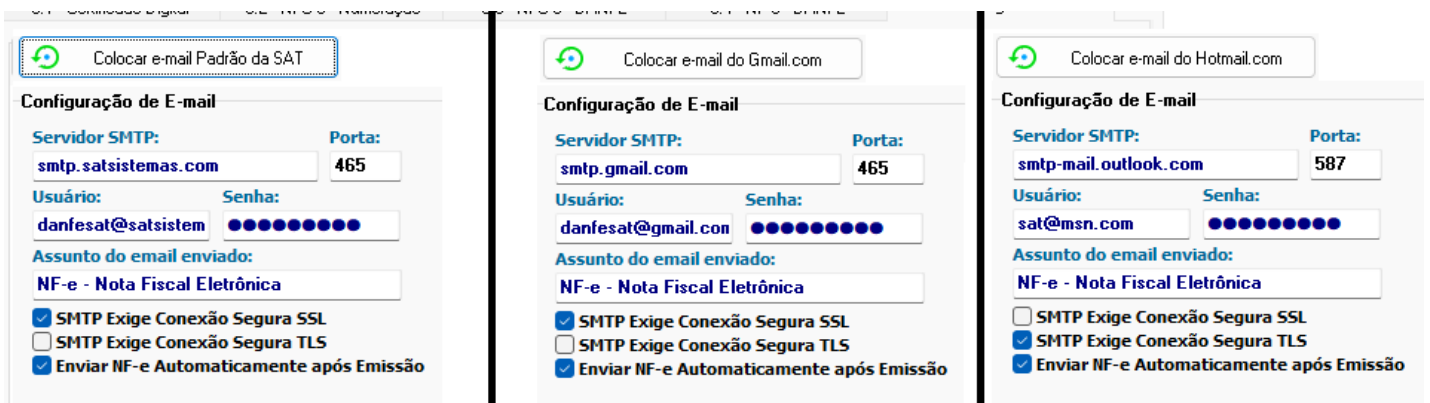 Colocar e-mail Padrão da SAT
Configuração de E-mail
Servidor SMTP: Porta:
smtp.satsistemas.com 465
Usuário: Senha:
danfesat@satsistem ●●●●●●●●●
Assunto do email enviado:
NF-e - Nota Fiscal Eletrônica
SMTP Exige Conexão Segura SSL
SMTP Exige Conexão Segura TLS
Enviar NF-e Automaticamente após Emissão
Colocar e-mail do Gmail.com
Configuração de E-mail
Servidor SMTP: Porta:
smtp.gmail.com 465
Usuário: Senha:
danfesat@gmail.con ●●●●●●●●●
Assunto do email enviado:
NF-e - Nota Fiscal Eletrônica
SMTP Exige Conexão Segura SSL
SMTP Exige Conexão Segura TLS
Enviar NF-e Automaticamente após Emissão
Colocar e-mail do Hotmail.com
Configuração de E-mail
Servidor SMTP: Porta:
smtp-mail.outlook.com 587
Usuário: Senha:
sat@msn.com ●●●●●●●●●
Assunto do email enviado:
NF-e - Nota Fiscal Eletrônica
SMTP Exige Conexão Segura SSL
SMTP Exige Conexão Segura TLS
Enviar NF-e Automaticamente após Emissão